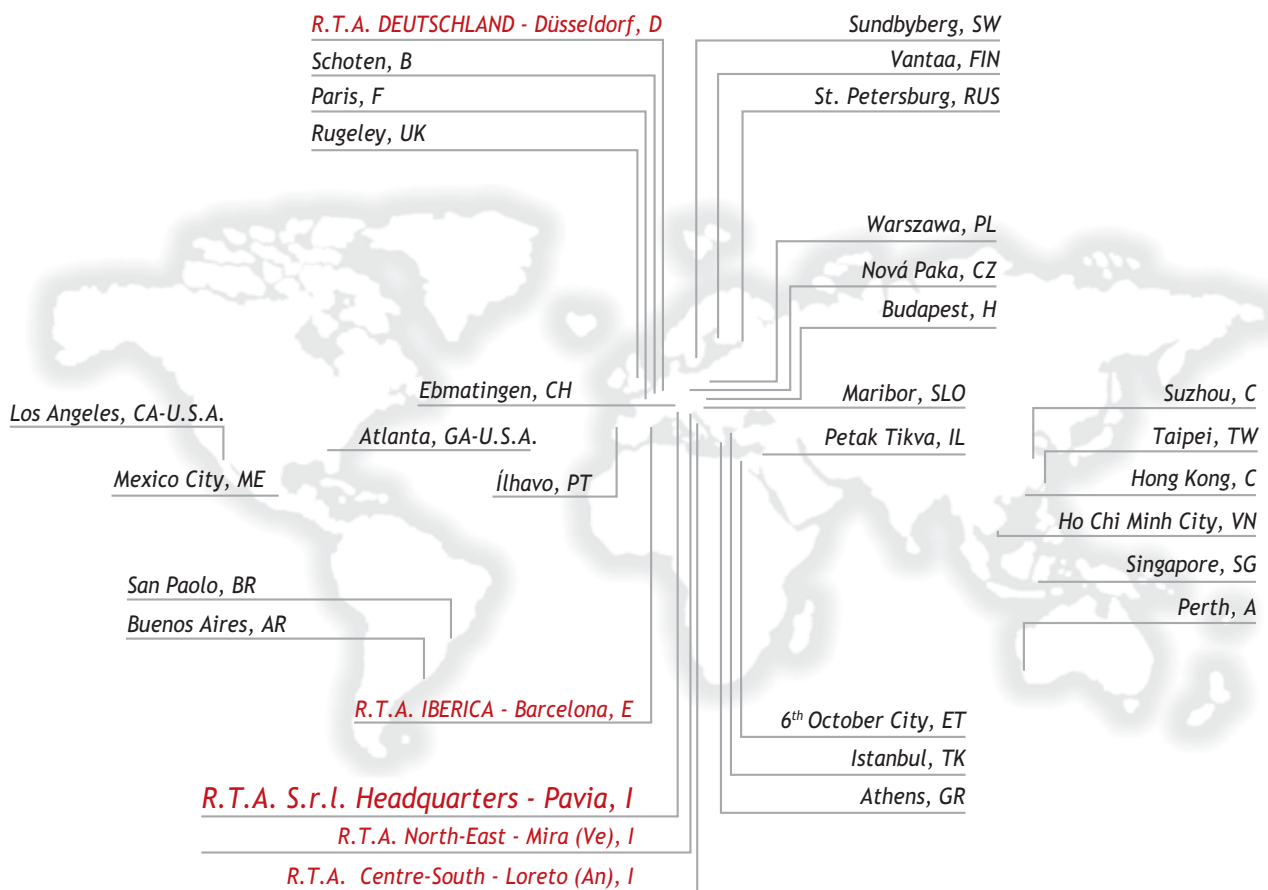 R.T.A. DEUTSCHLAND - Düsseldorf, D
Schoten, B
Paris, F
Rugeley, UK
Sundbyberg, SW
Vantaa, FIN
St. Petersburg, RUS
Warszawa, PL
Nová Paka, CZ
Budapest, H
Ebmatingen, CH
Maribor, SLO
Suzhou, C
Los Angeles, CA-U.S.A.
Atlanta, GA-U.S.A.
Petak Tikva, IL
Taipei, TW
Mexico City, ME
Ílhavo, PT
Hong Kong, C
Ho Chi Minh City, VN
Singapore, SG
San Paolo, BR
Perth, A
Buenos Aires, AR
R.T.A. IBERICA - Barcelona, E
6th October City, ET
Istanbul, TK
Athens, GR
R.T.A. S.r.l. Headquarters - Pavia, I
R.T.A. North-East - Mira (Ve), I
R.T.A. Centre-South - Loreto (An), I